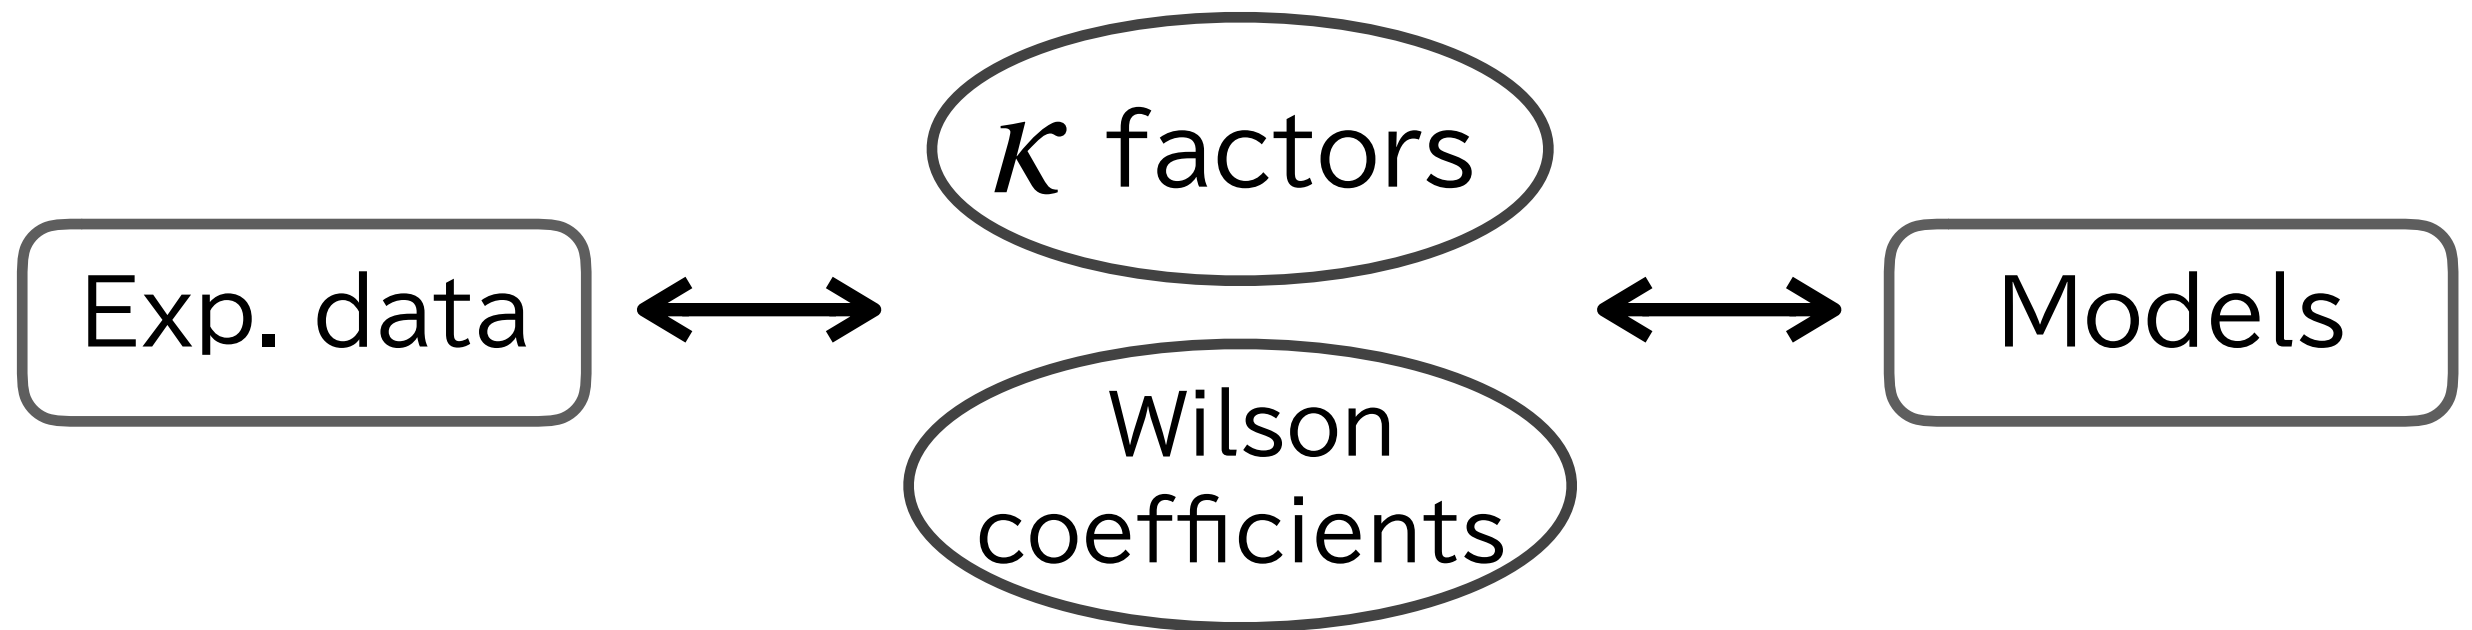 κ factors
Exp. data
Models
Wilson
coefficients